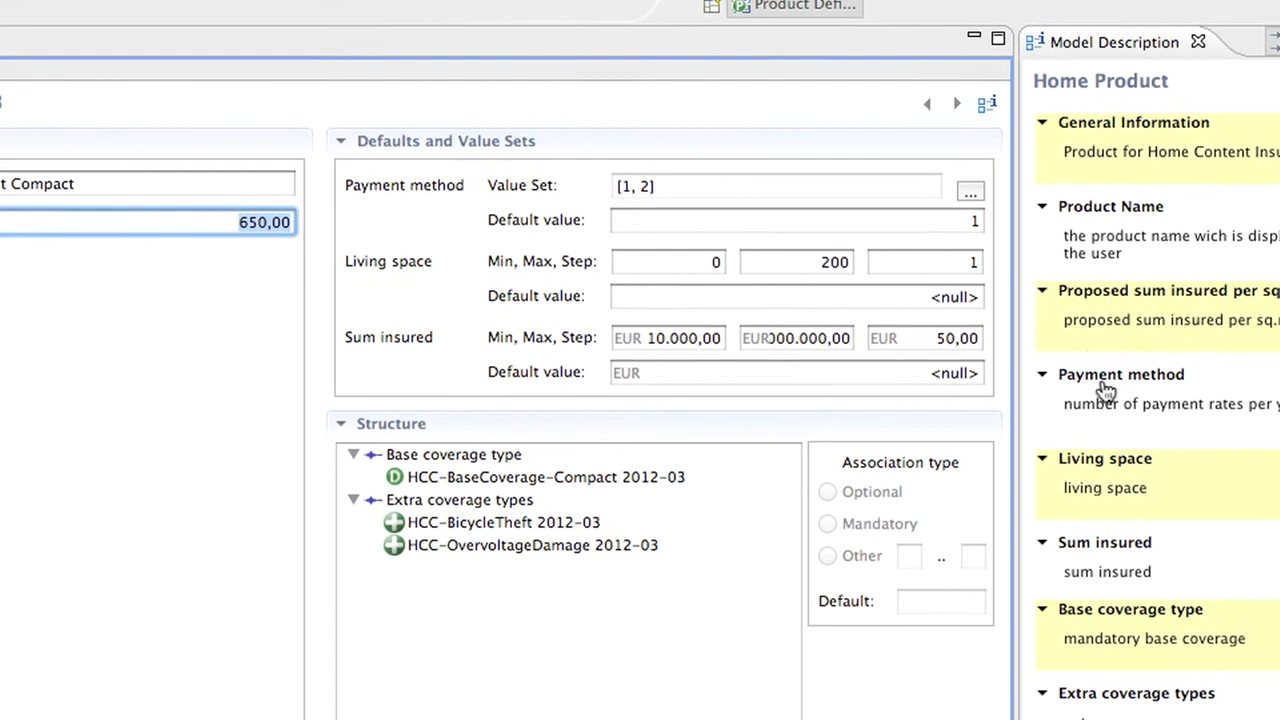 Product Defi...
Model Description
Home Product
Defaults and Value Sets
t Compact
650,00
Payment method Value Set: [1, 2] ...
Default value: 1
Living space Min, Max, Step: 0 200 1
Default value: <null>
Sum insured Min, Max, Step: EUR 10.000,00 EUR 000.000,00 EUR 50,00
Default value: EUR <null>
Structure
Base coverage type
HCC-BaseCoverage-Compact 2012-03
Extra coverage types
HCC-BicycleTheft 2012-03
HCC-OvervoltageDamage 2012-03
Association type
Optional
Mandatory
Other ..
Default:
General Information
Product for Home Content Insu
Product Name
the product name wich is displ
the user
Proposed sum insured per sq
proposed sum insured per sq.
Payment method
number of payment rates per y
Living space
living space
Sum insured
sum insured
Base coverage type
mandatory base coverage
Extra coverage types